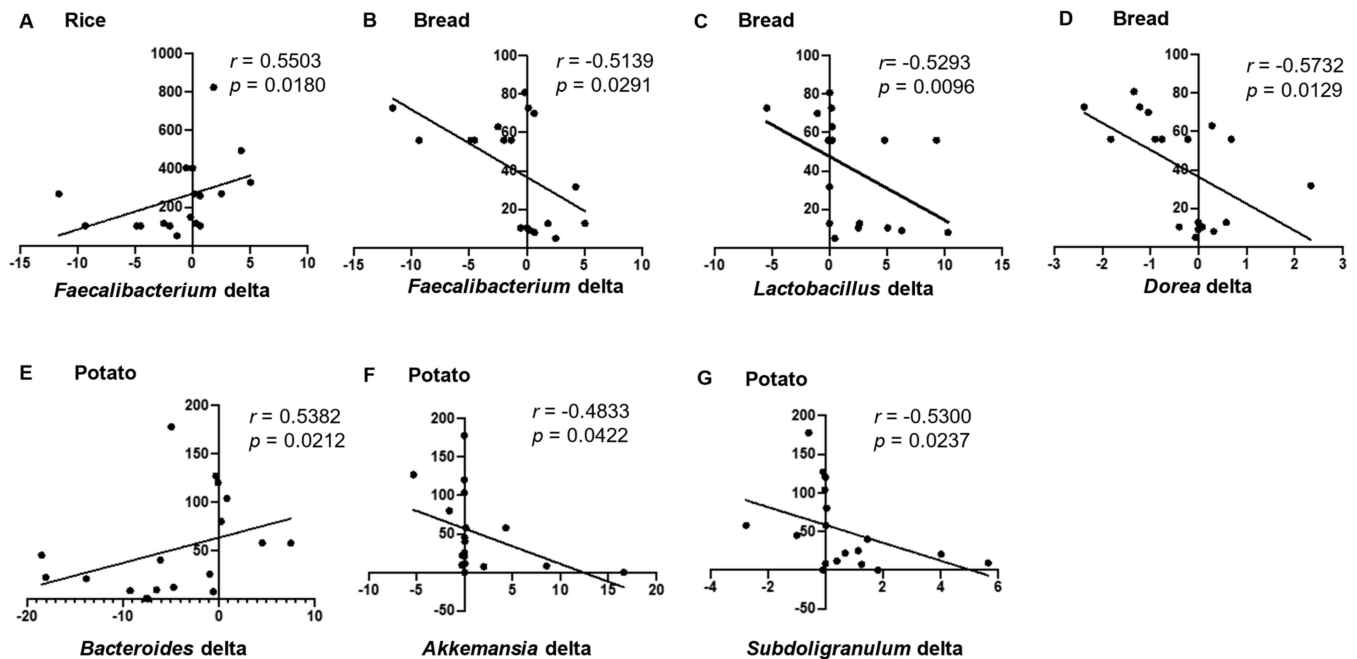 A Rice
r = 0.5503
p = 0.0180
1000
800
600
400
200
-15 -10 -5 0 5 10
Faecalibacterium delta
B Bread
r = -0.5139
p = 0.0291
100
80
60
40
20
-15 -10 -5 0 5 10
Faecalibacterium delta
C Bread
r= -0.5293
p = 0.0096
100
80
60
40
20
-10 -5 0 5 10 15
Lactobacillus delta
D Bread
r = -0.5732
p = 0.0129
100
80
60
40
20
-3 -2 -1 0 1 2 3
Dorea delta
E Potato
r = 0.5382
p = 0.0212
200
150
100
50
-20 -10 0 10
Bacteroides delta
F Potato
r = -0.4833
p = 0.0422
200
150
100
50
-10 -5 5 10 15 20
-50
Akkemansia delta
G Potato
r = -0.5300
p = 0.0237
200
150
100
50
-4 -2 2 4 6
-50
Subdoligranulum delta